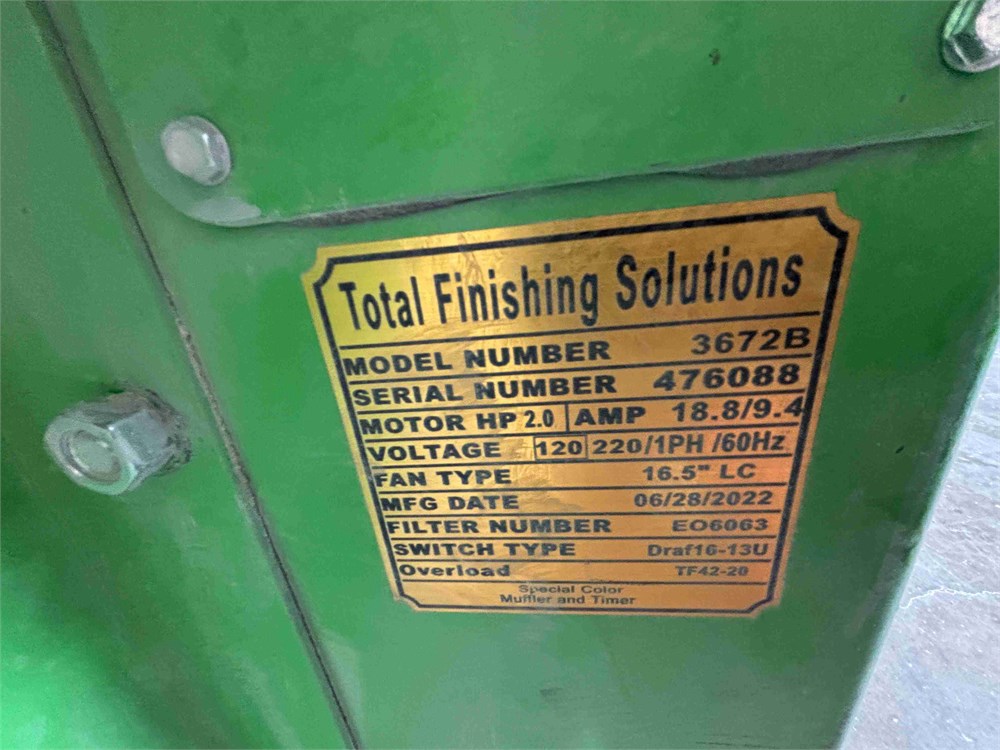 Total Finishing Solutions
MODEL NUMBER 3672B
SERIAL NUMBER 476088
MOTOR HP 2.0 AMP 18.8/9.4
VOLTAGE 120 220/1PH /60Hz
FAN TYPE 16.5" LC
MFG DATE 06/28/2022
FILTER NUMBER EO6063
SWITCH TYPE Draf16-13U
Overload TF42-20
Special Color
Muffler and Timer